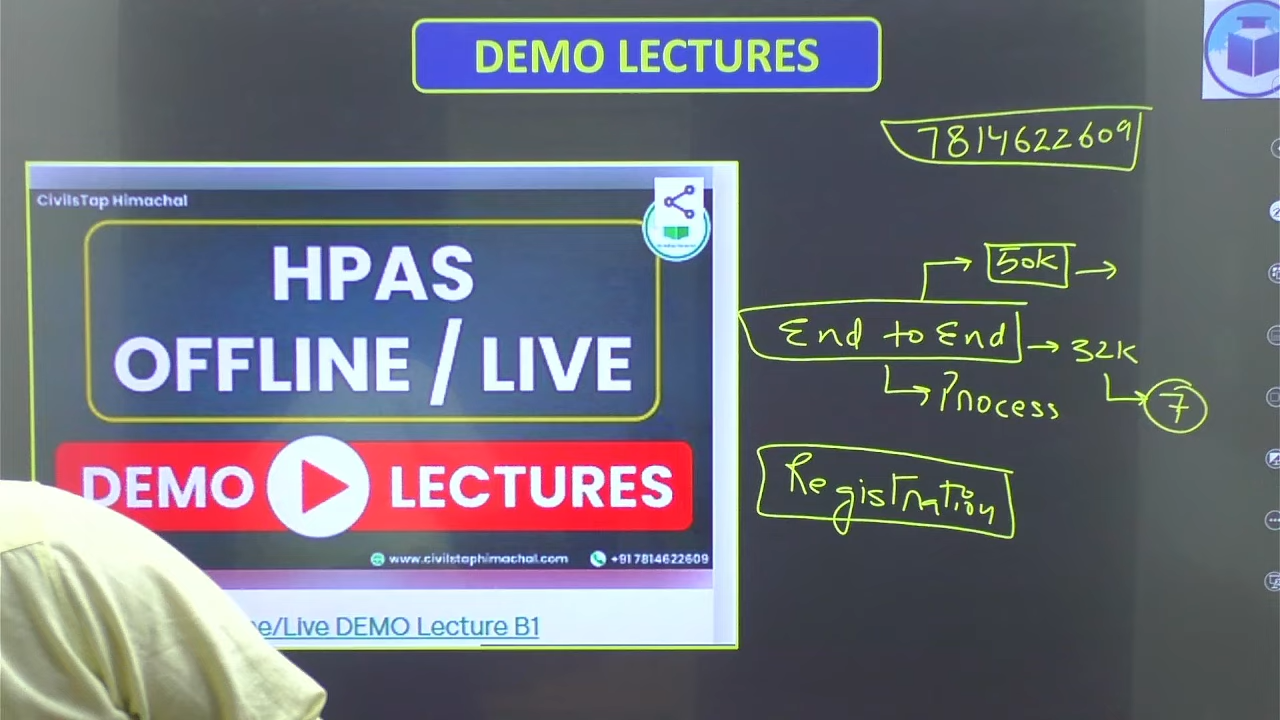 DEMO LECTURES
7814622609
CivilsTap Himachal
HPAS
OFFLINE / LIVE
DEMO LECTURES
www.civilstaphimachal.com +91 7814622609
/Live DEMO Lecture B1
50K
End to End → 32K
Process
7
Registration